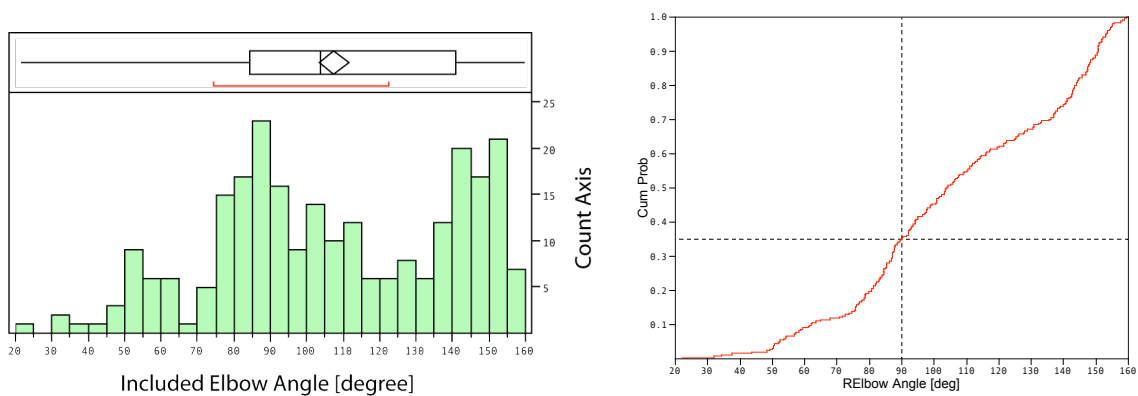 25
20
15
10
5
Count Axis
20 30 40 50 60 70 80 90 100 110 120 130 140 150 160
Included Elbow Angle [degree]
1.0
0.9
0.8
0.7
0.6
0.5
0.4
0.3
0.2
0.1
Cum Prob
20 30 40 50 60 70 80 90 100 110 120 130 140 150 160
RElbow Angle [deg]